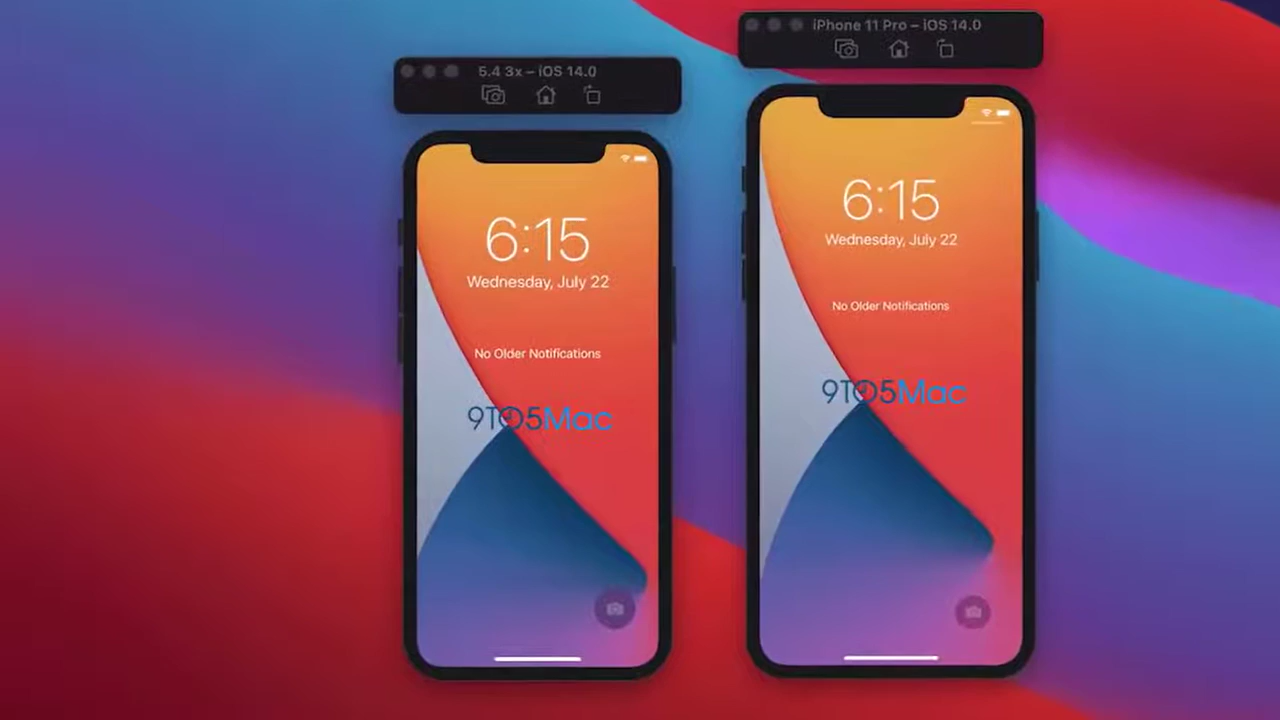 5.4 3x – iOS 14.0
6:15
Wednesday, July 22
No Older Notifications
9TO5Mac
iPhone 11 Pro – iOS 14.0
6:15
Wednesday, July 22
No Older Notifications
9TO5Mac